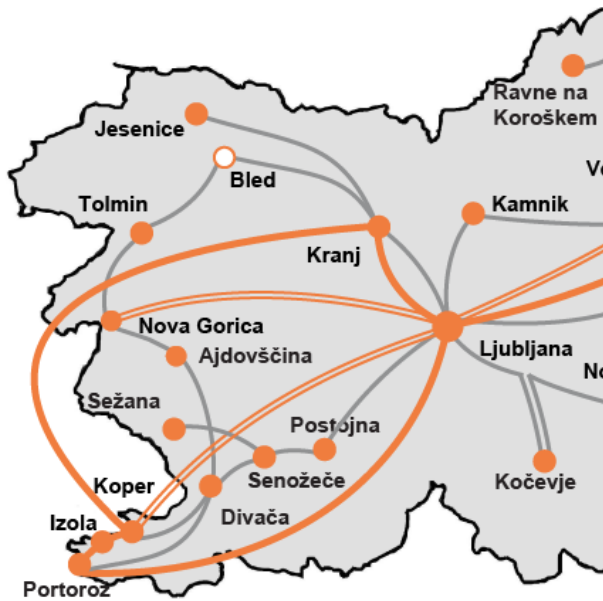 Ravne na
Koroškem
Jesenice
Bled
Tolmin
Kamnik
Kranj
Nova Gorica
Ljubljana
Ajdovščina
Sežana
Postojna
Senožeče
Kočevje
Koper
Izola
Divača
Portorož